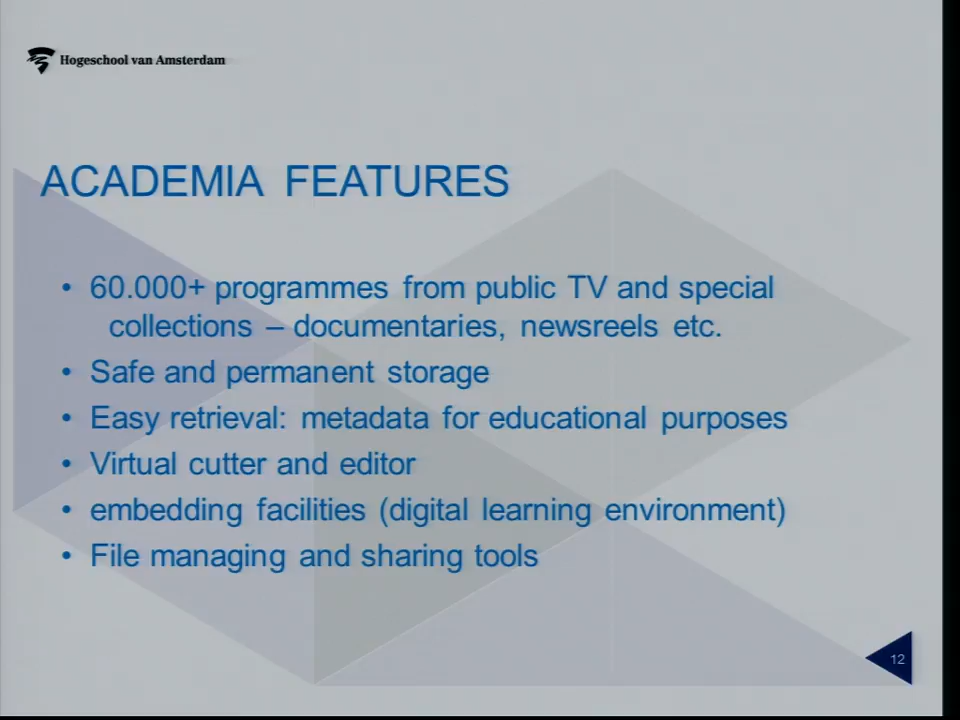 Hogeschool van Amsterdam
ACADEMIA FEATURES
• 60.000+ programmes from public TV and special
collections – documentaries, newsreels etc.
• Safe and permanent storage
• Easy retrieval: metadata for educational purposes
• Virtual cutter and editor
• embedding facilities (digital learning environment)
• File managing and sharing tools
12